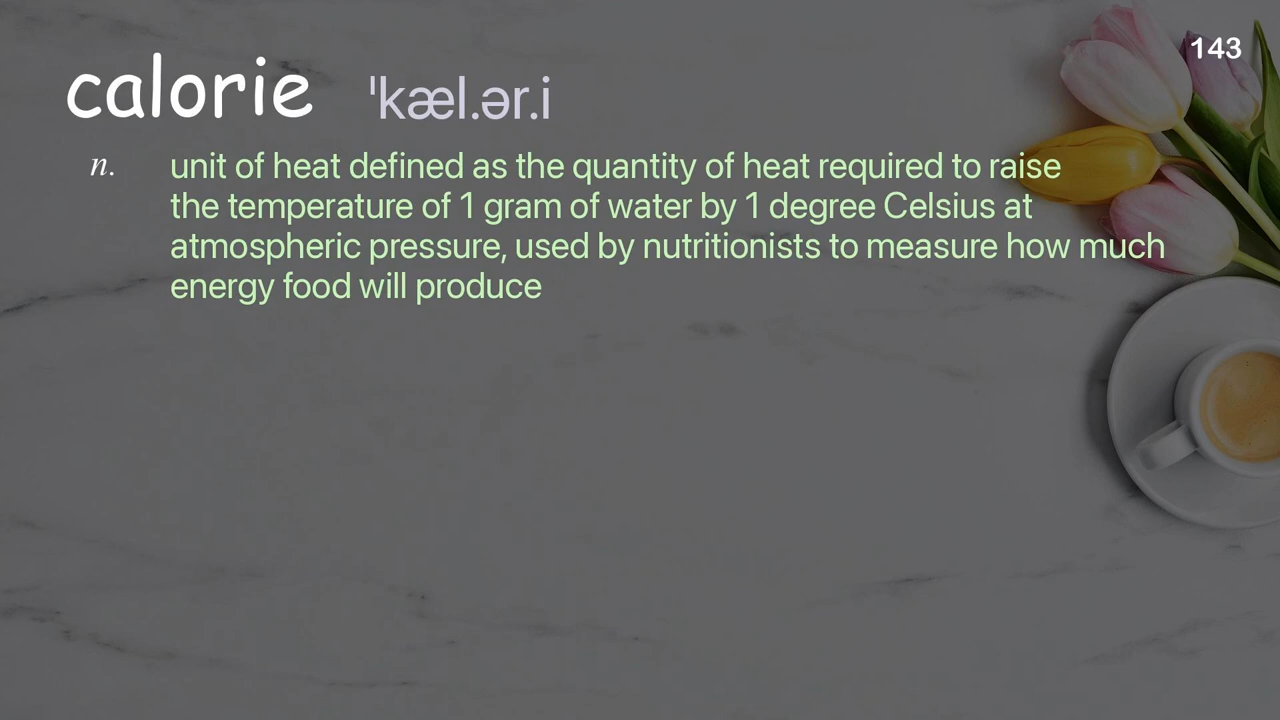 143
calorie ˈkæl.ər.i
n. unit of heat defined as the quantity of heat required to raise
the temperature of 1 gram of water by 1 degree Celsius at
atmospheric pressure, used by nutritionists to measure how much
energy food will produce